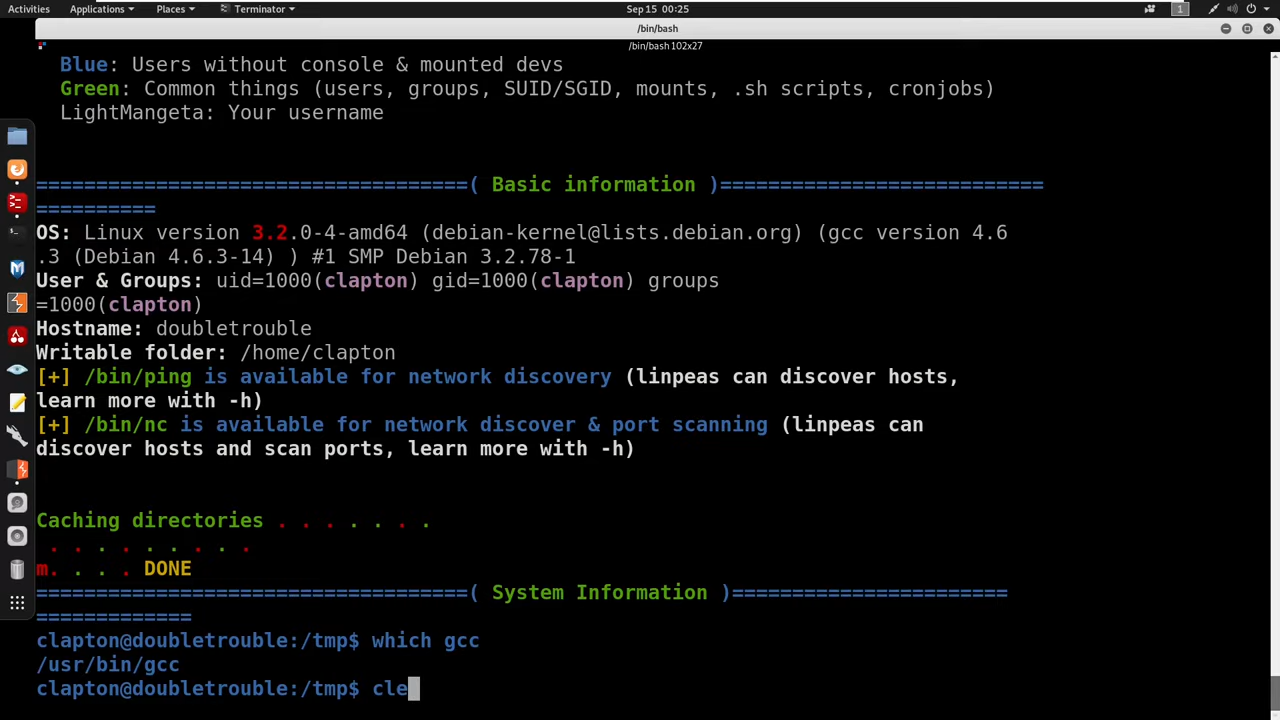 Activities Applications Places Terminator Sep 15 00:25 1
/bin/bash
/bin/bash 102x27
Blue: Users without console & mounted devs
Green: Common things (users, groups, SUID/SGID, mounts, .sh scripts, cronjobs)
LightMangeta: Your username
====================================( Basic information )===========================
==========
OS: Linux version 3.2.0-4-amd64 (debian-kernel@lists.debian.org) (gcc version 4.6
.3 (Debian 4.6.3-14) ) #1 SMP Debian 3.2.78-1
User & Groups: uid=1000(clapton) gid=1000(clapton) groups
=1000(clapton)
Hostname: doubletrouble
Writable folder: /home/clapton
[+] /bin/ping is available for network discovery (linpeas can discover hosts,
learn more with -h)
[+] /bin/nc is available for network discover & port scanning (linpeas can
discover hosts and scan ports, learn more with -h)
Caching directories . . . . . . .
. . . . . . . . .
m. . . . DONE
====================================( System Information )=======================
=============
clapton@doubletrouble:/tmp$ which gcc
/usr/bin/gcc
clapton@doubletrouble:/tmp$ cle